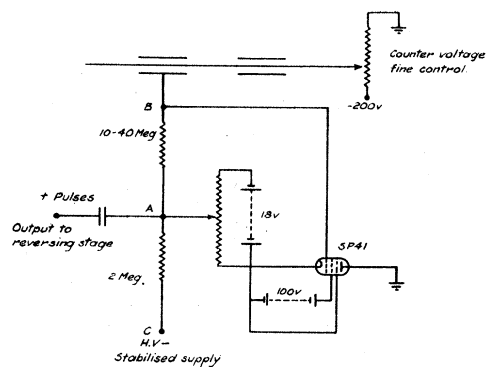 Counter voltage
fine control.
-200v
B
10-40 Meg
+ Pulses
A
18v
Output to
reversing stage
SP41
2 Meg.
100v
C
H.V-
Stabilised supply